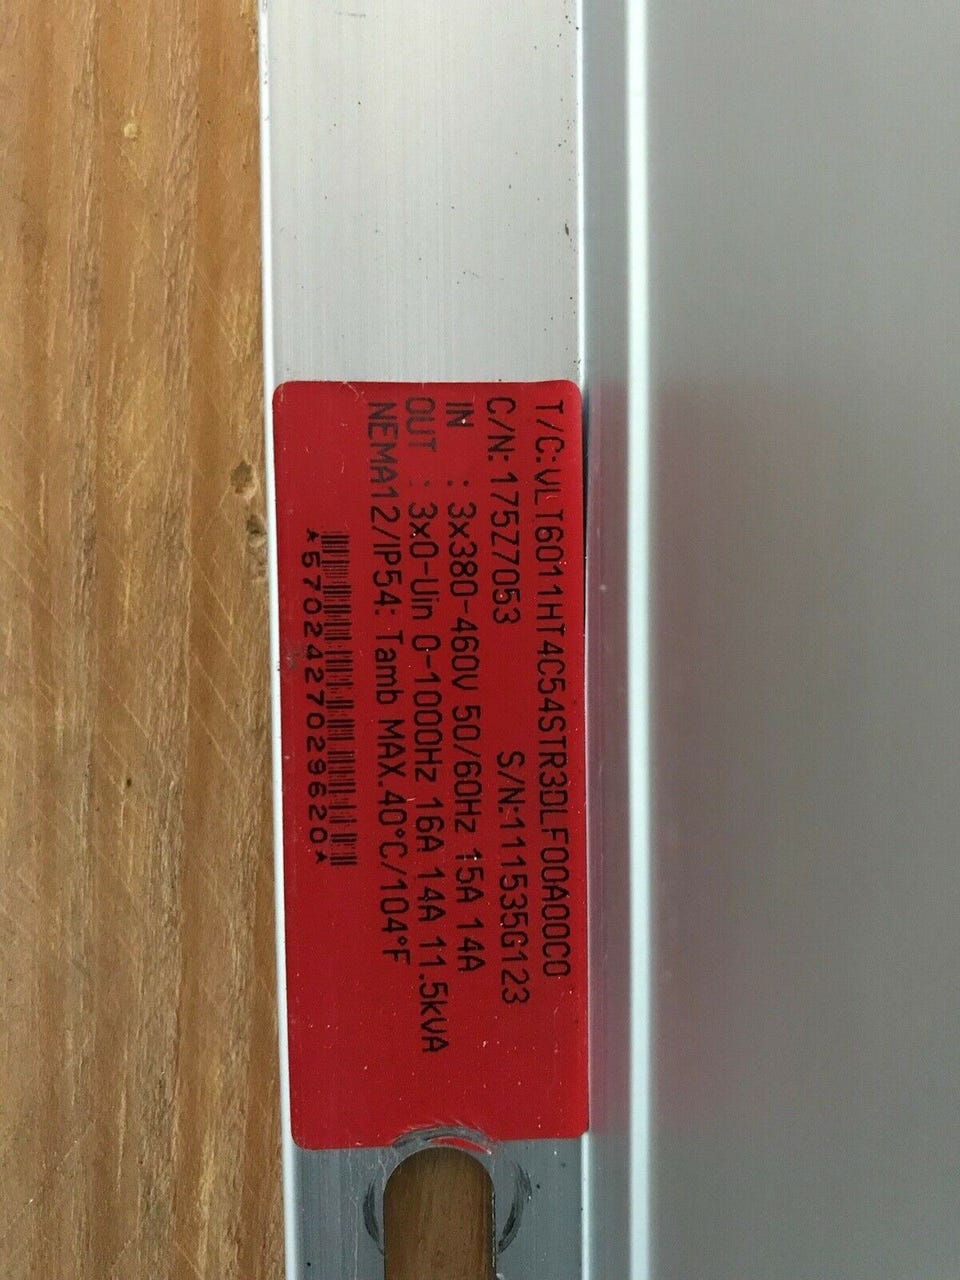 T/C:VLT6011HT4C54STR3DLF00A00C0
C/N: 175Z7053 S/N:111535G123
IN : 3x380-460V 50/60Hz 15A 14A
OUT : 3x0-Uin 0-1000Hz 16A 14A 11.5kVA
NEMA12/IP54: Tamb MAX.40°C/104°F
*5702427029620*